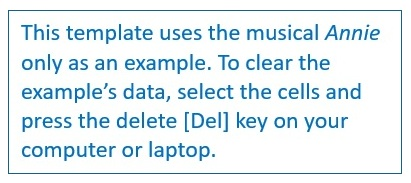 This template uses the musical Annie
only as an example. To clear the
example’s data, select the cells and
press the delete [Del] key on your
computer or laptop.